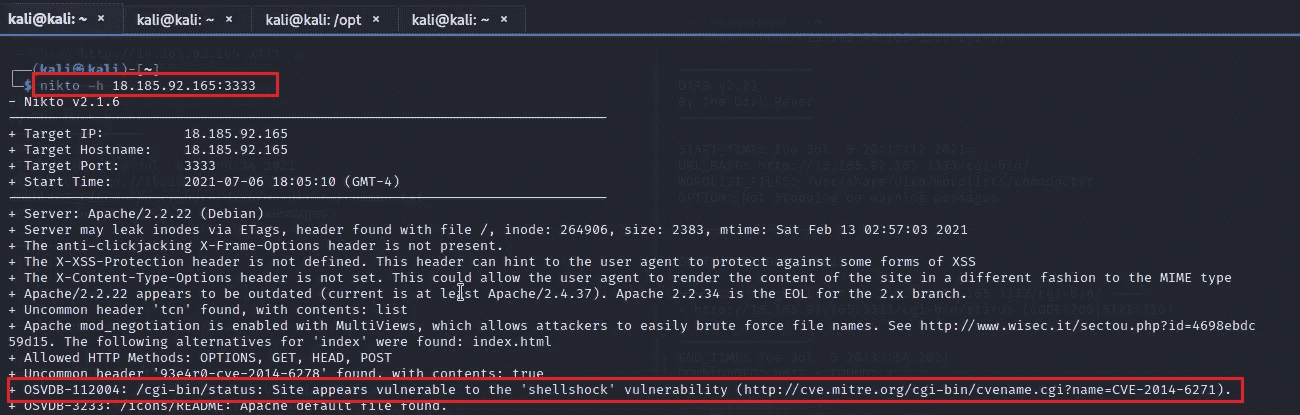 kali@kali: ~ × kali@kali: ~ × kali@kali: /opt × kali@kali: ~ ×
(kali㉿kali)-[~]
$ nikto -h 18.185.92.165:3333
- Nikto v2.1.6
+ Target IP: 18.185.92.165
+ Target Hostname: 18.185.92.165
+ Target Port: 3333
+ Start Time: 2021-07-06 18:05:10 (GMT-4)
+ Server: Apache/2.2.22 (Debian)
+ Server may leak inodes via ETags, header found with file /, inode: 264906, size: 2383, mtime: Sat Feb 13 02:57:03 2021
+ The anti-clickjacking X-Frame-Options header is not present.
+ The X-XSS-Protection header is not defined. This header can hint to the user agent to protect against some forms of XSS
+ The X-Content-Type-Options header is not set. This could allow the user agent to render the content of the site in a different fashion to the MIME type
+ Apache/2.2.22 appears to be outdated (current is at least Apache/2.4.37). Apache 2.2.34 is the EOL for the 2.x branch.
+ Uncommon header 'tcn' found, with contents: list
+ Apache mod_negotiation is enabled with MultiViews, which allows attackers to easily brute force file names. See http://www.wisec.it/sectou.php?id=4698ebdc
59d15. The following alternatives for 'index' were found: index.html
+ Allowed HTTP Methods: OPTIONS, GET, HEAD, POST
+ Uncommon header '93e4r0-cve-2014-6278' found, with contents: true
+ OSVDB-112004: /cgi-bin/status: Site appears vulnerable to the 'shellshock' vulnerability (http://cve.mitre.org/cgi-bin/cvename.cgi?name=CVE-2014-6271).
+ OSVDB-3233: /icons/README: Apache default file found.